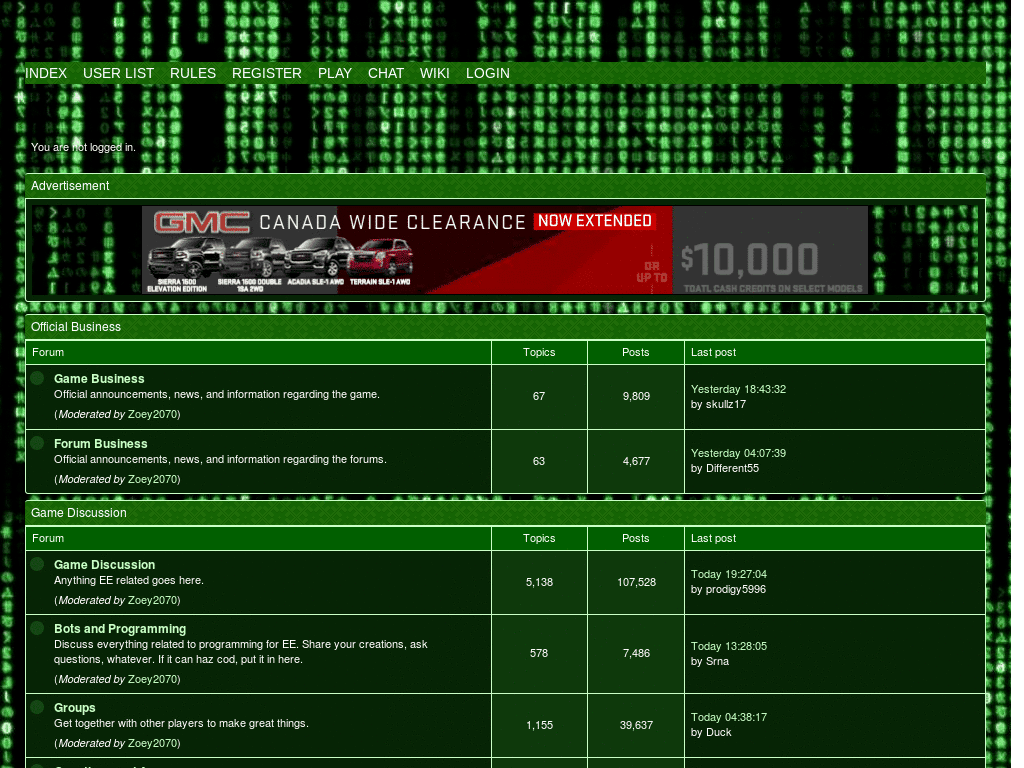 INDEX USER LIST RULES REGISTER PLAY CHAT WIKI LOGIN
You are not logged in.
Advertisement
GMC CANADA WIDE CLEARANCE NOW EXTENDED
OR UP TO $10,000
SIERRA 1500 ELEVATION EDITION
SIERRA 1500 DOUBLE
ACADIA SLE-1 AWD
TERRAIN SLE-1 AWD
TOATL CASH CREDITS ON SELECT MODELS
Official Business
Forum Topics Posts Last post
Game Business
Official announcements, news, and information regarding the game.
(Moderated by Zoey2070)
67 9,809
Yesterday 18:43:32
by skullz17
Forum Business
Official announcements, news, and information regarding the forums.
(Moderated by Zoey2070)
63 4,677
Yesterday 04:07:39
by Different55
Game Discussion
Forum Topics Posts Last post
Game Discussion
Anything EE related goes here.
(Moderated by Zoey2070)
5,138 107,528
Today 19:27:04
by prodigy5996
Bots and Programming
Discuss everything related to programming for EE. Share your creations, ask
questions, whatever. If it can haz cod, put it in here.
(Moderated by Zoey2070)
578 7,486
Today 13:28:05
by Srna
Groups
Get together with other players to make great things.
(Moderated by Zoey2070)
1,155 39,637
Today 04:38:17
by Duck